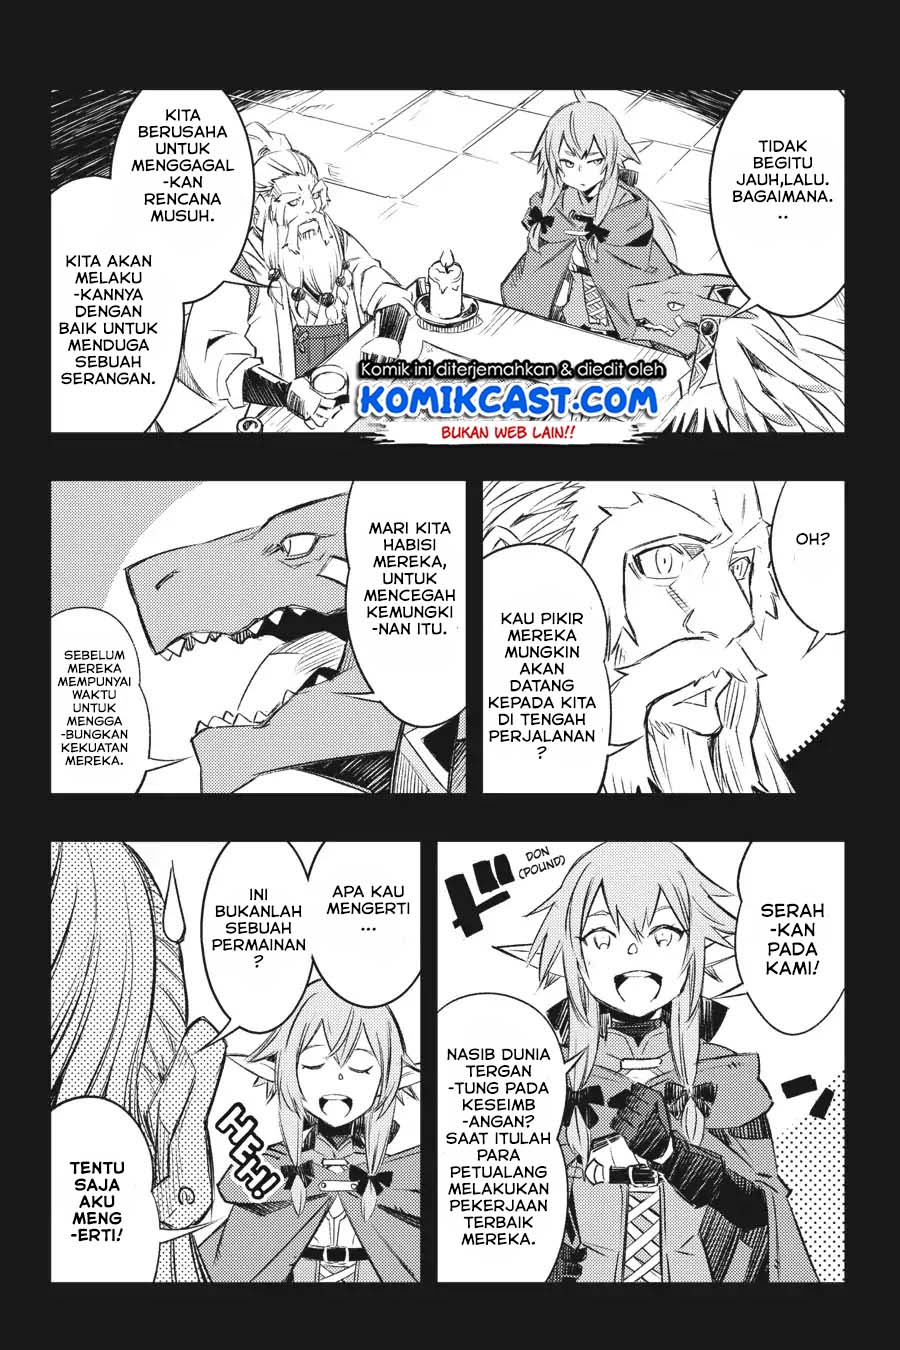 TIDAK
BEGITU
JAUH,LALU.
BAGAIMANA.
..
KITA
BERUSAHA
UNTUK
MENGGAGAL
-KAN
RENCANA
MUSUH.
KITA AKAN
MELAKU
-KANNYA
DENGAN
BAIK UNTUK
MENDUGA
SEBUAH
SERANGAN.
Komik ini diterjemahkan & diedit oleh
KOMIKCAST.COM
BUKAN WEB LAIN!!
OH?
KAU PIKIR
MEREKA
MUNGKIN
AKAN
DATANG
KEPADA KITA
DI TENGAH
PERJALANAN
?
MARI KITA
HABISI
MEREKA,
UNTUK
MENCEGAH
KEMUNGKI
-NAN ITU.
SEBELUM
MEREKA
MEMPUNYAI
WAKTU
UNTUK
MENGGA
-BUNGKAN
KEKUATAN
MEREKA.
SERAH
-KAN
PADA
KAMI!
ドン
DON
(POUND)
NASIB DUNIA
TERGAN
-TUNG PADA
KESEIMB
-ANGAN?
SAAT ITULAH
PARA
PETUALANG
MELAKUKAN
PEKERJAAN
TERBAIK
MEREKA.
APA KAU
MENGERTI
...
INI
BUKANLAH
SEBUAH
PERMAINAN
?
HEH!
TENTU
SAJA
AKU
MENG
-ERTI!